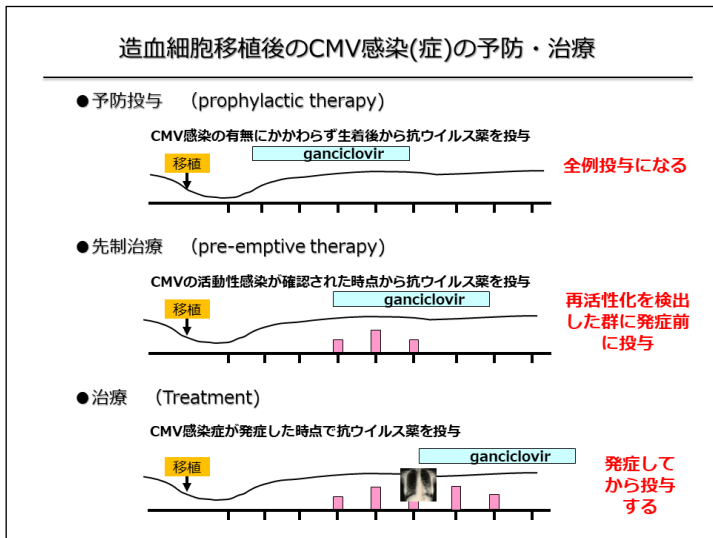 造血細胞移植後のCMV感染(症)の予防・治療
●予防投与　(prophylactic therapy)
CMV感染の有無にかかわらず生着後から抗ウイルス薬を投与
ganciclovir
移植
全例投与になる
●先制治療　(pre-emptive therapy)
CMVの活動性感染が確認された時点から抗ウイルス薬を投与
ganciclovir
移植
再活性化を検出
した群に発症前
に投与
●治療　(Treatment)
CMV感染症が発症した時点で抗ウイルス薬を投与
ganciclovir
移植
発症して
から投与
する